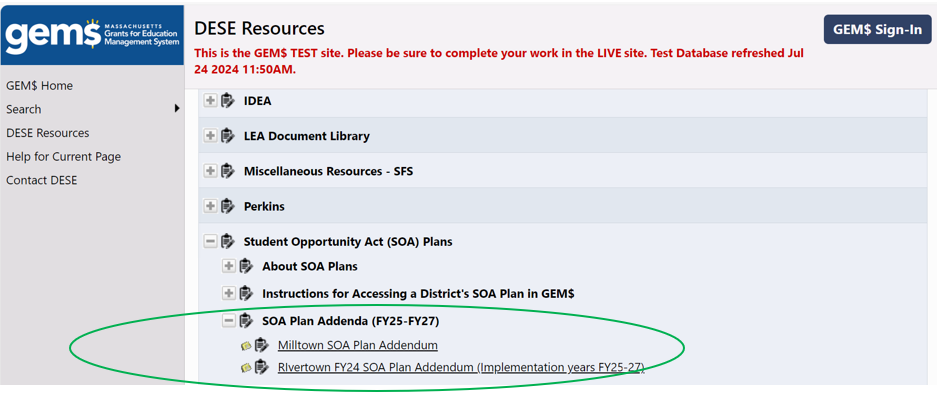 gem$ MASSACHUSETTS
Grants for Education
Management System
DESE Resources
GEM$ Sign-In
This is the GEM$ TEST site. Please be sure to complete your work in the LIVE site. Test Database refreshed Jul
24 2024 11:50AM.
GEM$ Home
Search
DESE Resources
Help for Current Page
Contact DESE
IDEA
LEA Document Library
Miscellaneous Resources - SFS
Perkins
Student Opportunity Act (SOA) Plans
About SOA Plans
Instructions for Accessing a District's SOA Plan in GEM$
SOA Plan Addenda (FY25-FY27)
Milltown SOA Plan Addendum
RIvertown FY24 SOA Plan Addendum (Implementation years FY25-27)